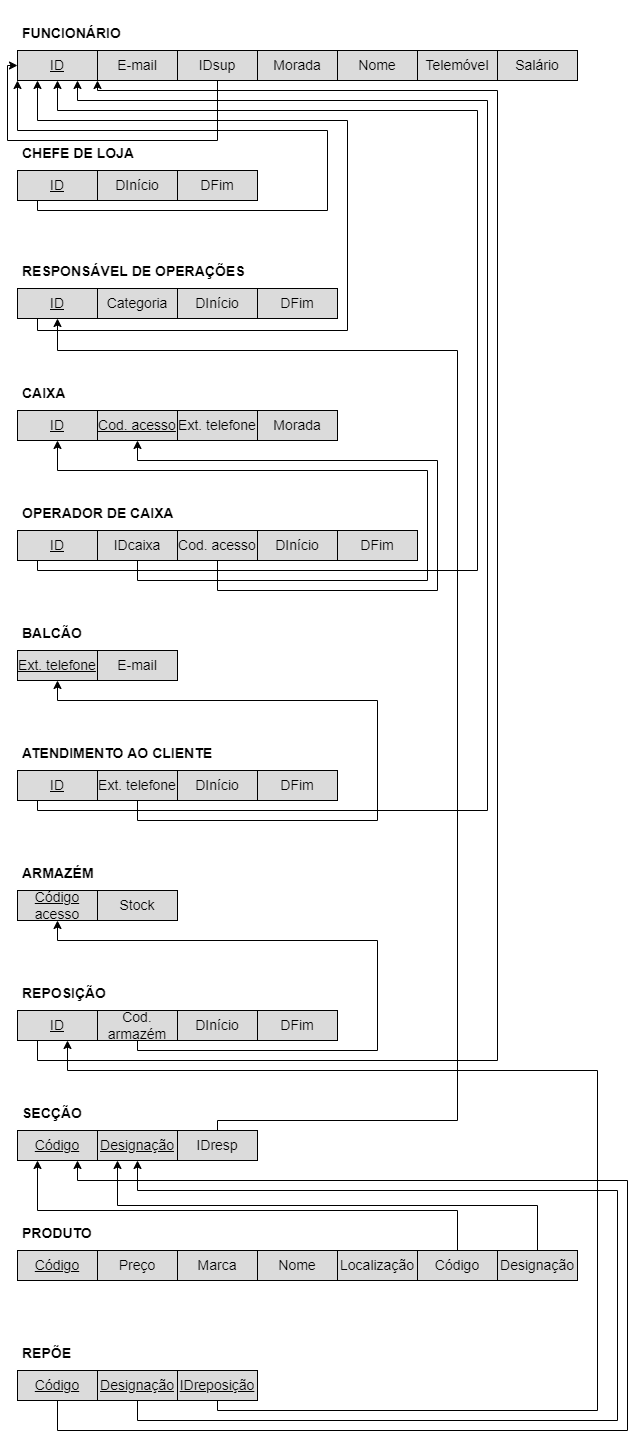 FUNCIONÁRIO
ID E-mail IDsup Morada Nome Telemóvel Salário
CHEFE DE LOJA
ID DInício DFim
RESPONSÁVEL DE OPERAÇÕES
ID Categoria DInício DFim
CAIXA
ID Cod. acesso Ext. telefone Morada
OPERADOR DE CAIXA
ID IDcaixa Cod. acesso DInício DFim
BALCÃO
Ext. telefone E-mail
ATENDIMENTO AO CLIENTE
ID Ext. telefone DInício DFim
ARMAZÉM
Código acesso Stock
REPOSIÇÃO
ID Cod. armazém DInício DFim
SECÇÃO
Código Designação IDresp
PRODUTO
Código Preço Marca Nome Localização Código Designação
REPÕE
Código Designação IDreposição